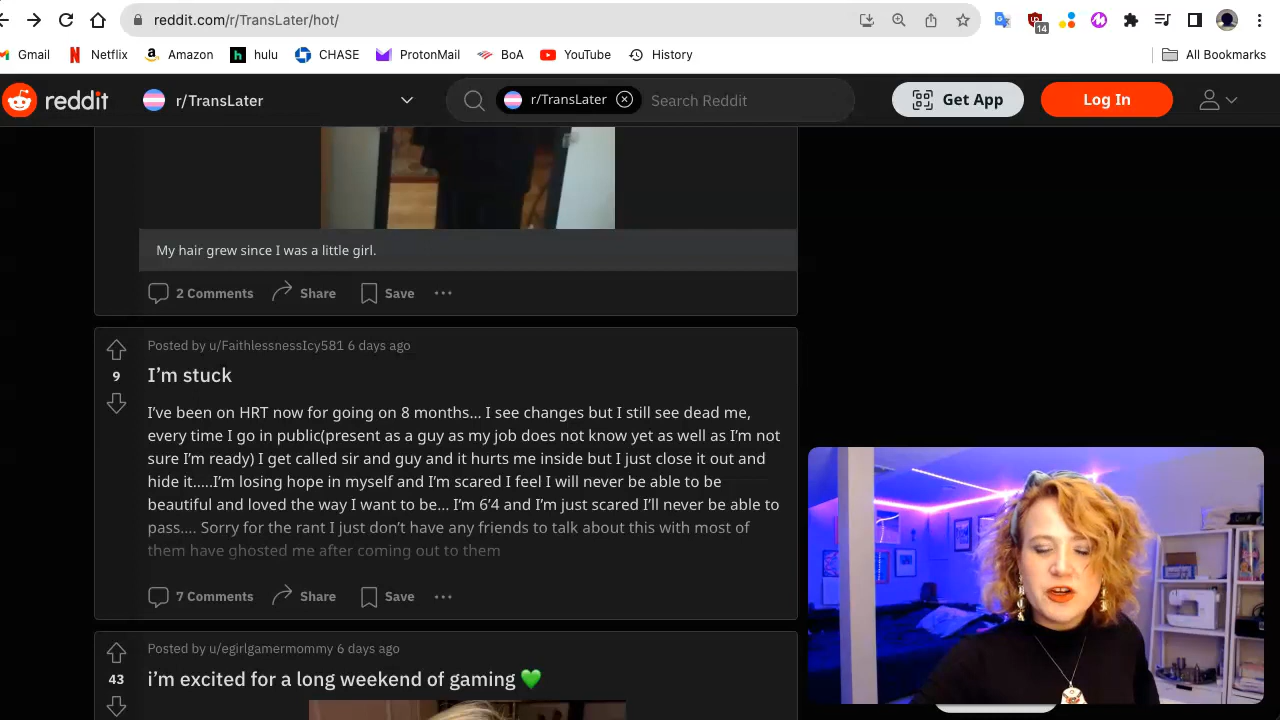 reddit.com/r/TransLater/hot/
14
Gmail Netflix Amazon hulu CHASE ProtonMail BoA YouTube History All Bookmarks
reddit r/TransLater r/TransLater Search Reddit Get App Log In
My hair grew since I was a little girl.
2 Comments Share Save
Posted by u/FaithlessnessIcy581 6 days ago
9
I’m stuck
I’ve been on HRT now for going on 8 months... I see changes but I still see dead me,
every time I go in public(present as a guy as my job does not know yet as well as I’m not
sure I’m ready) I get called sir and guy and it hurts me inside but I just close it out and
hide it.....I’m losing hope in myself and I’m scared I feel I will never be able to be
beautiful and loved the way I want to be... I’m 6’4 and I’m just scared I’ll never be able to
pass.... Sorry for the rant I just don’t have any friends to talk about this with most of
them have ghosted me after coming out to them
7 Comments Share Save
Posted by u/egirlgamermommy 6 days ago
43
i’m excited for a long weekend of gaming 💚